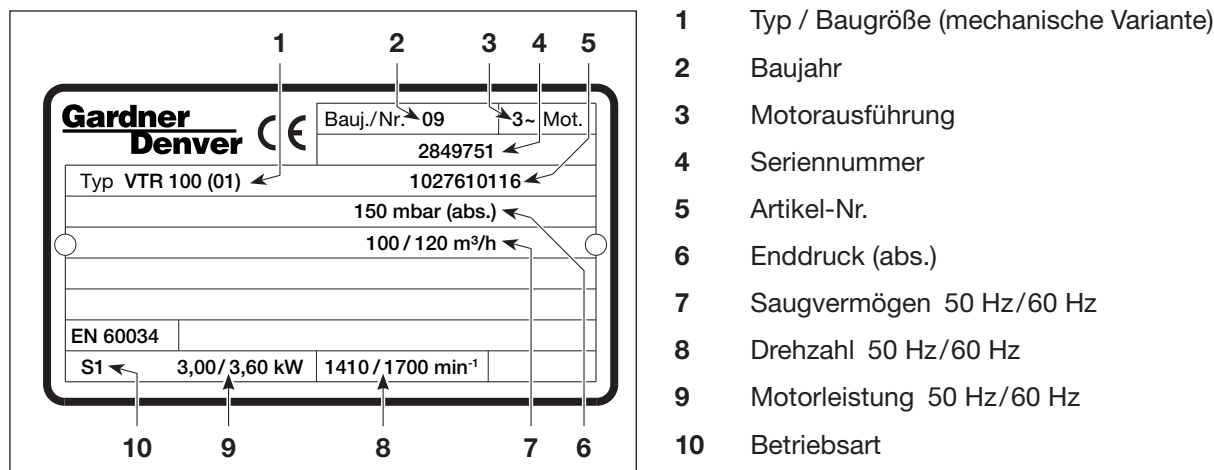 1 2 3 4 5
Gardner
Denver
CE
Bauj./Nr. 09 3~ Mot.
2849751
Typ VTR 100 (01) 1027610116
150 mbar (abs.)
100 / 120 m³/h
EN 60034
S1 3,00/3,60 kW 1410/1700 min⁻¹
10 9 8 7 6
1 Typ / Baugröße (mechanische Variante)
2 Baujahr
3 Motorausführung
4 Seriennummer
5 Artikel-Nr.
6 Enddruck (abs.)
7 Saugvermögen 50 Hz/60 Hz
8 Drehzahl 50 Hz/60 Hz
9 Motorleistung 50 Hz/60 Hz
10 Betriebsart